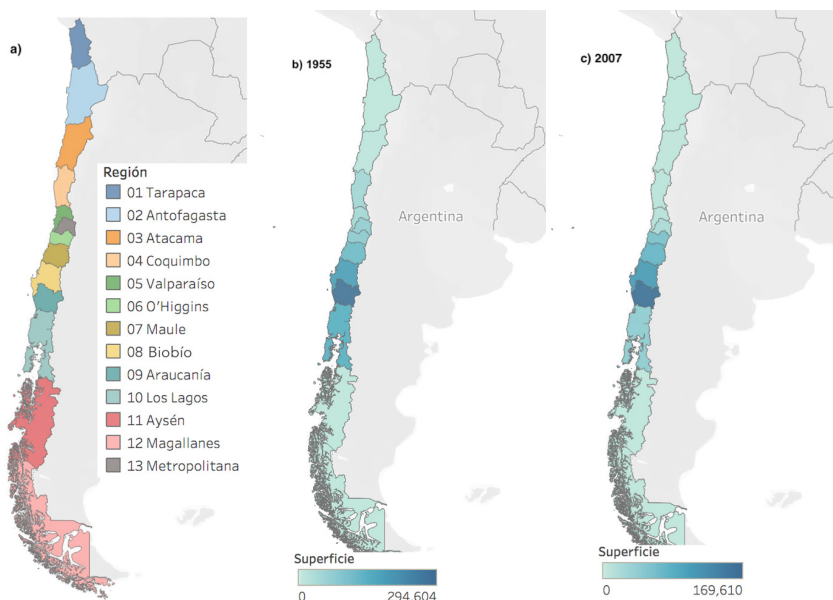 a)
Región
01 Tarapaca
02 Antofagasta
03 Atacama
04 Coquimbo
05 Valparaíso
06 O'Higgins
07 Maule
08 Biobío
09 Araucanía
10 Los Lagos
11 Aysén
12 Magallanes
13 Metropolitana
b) 1955
Argentina
Superficie
0 294,604
c) 2007
Argentina
Superficie
0 169,610